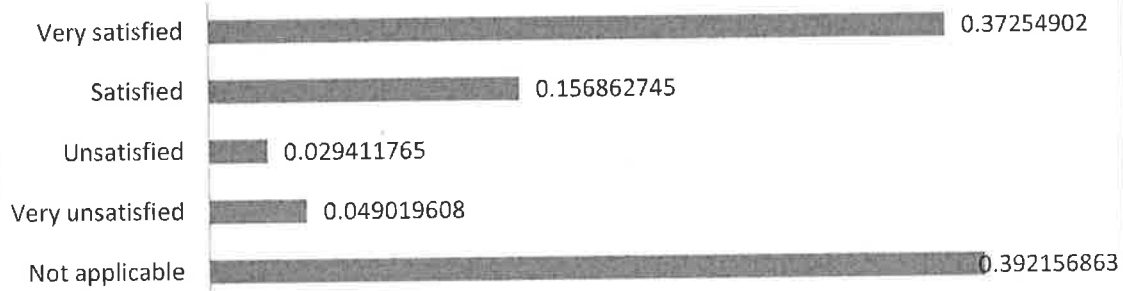 Very satisfied 0.37254902
Satisfied 0.156862745
Unsatisfied 0.029411765
Very unsatisfied 0.049019608
Not applicable 0.392156863